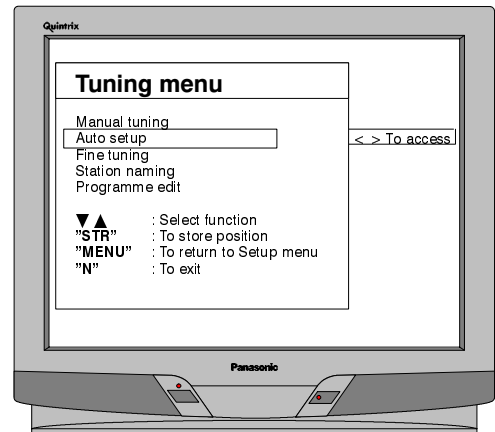 Quintrix
Tuning menu
Manual tuning
Auto setup
< > To access
Fine tuning
Station naming
Programme edit
▼ ▲ : Select function
"STR" : To store position
"MENU" : To return to Setup menu
"N" : To exit
Panasonic